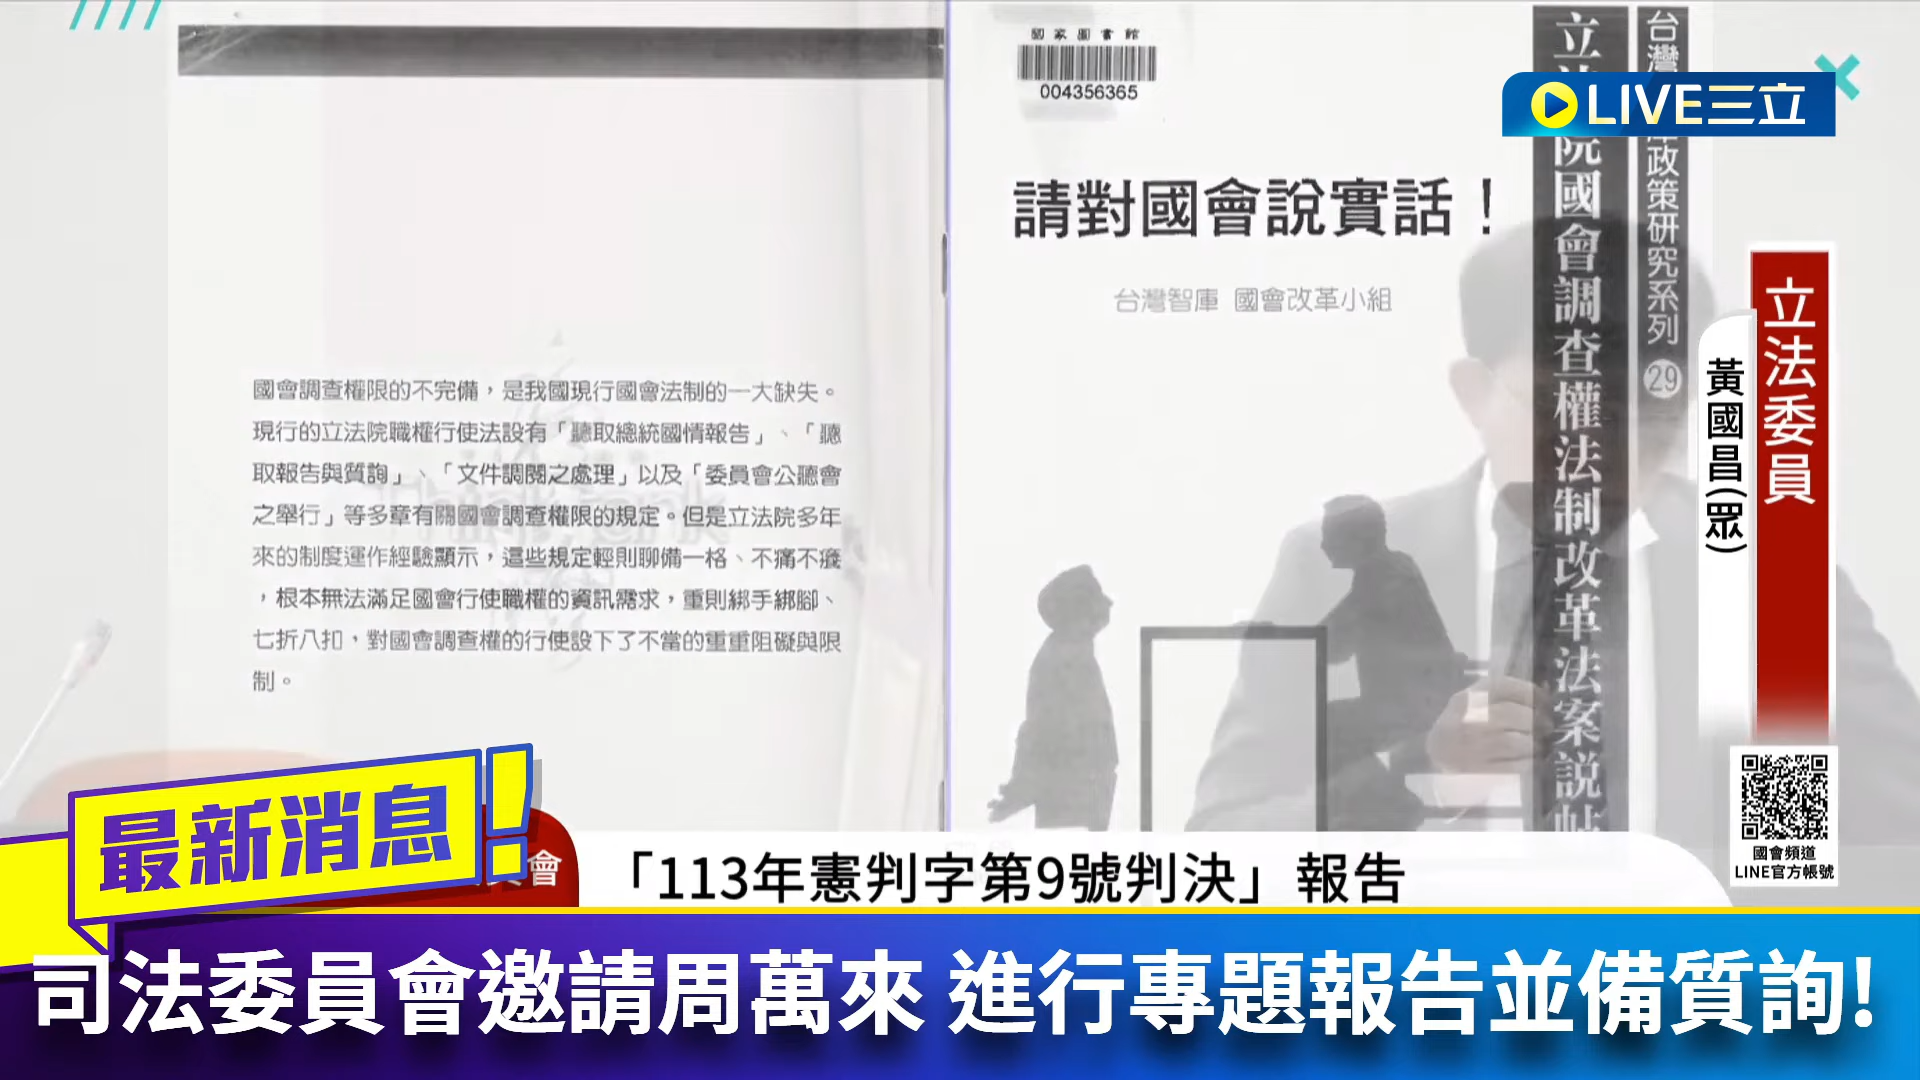 國會調查權限的不完備，是我國現行國會法制的一大缺失。
現行的立法院職權行使法設有「聽取總統國情報告」、「聽
取報告與質詢」、「文件調閱之處理」以及「委員會公聽會
之舉行」等多章有關國會調查權限的規定。但是立法院多年
來的制度運作經驗顯示，這些規定輕則聊備一格、不痛不癢
，根本無法滿足國會行使職權的資訊需求，重則綁手綁腳、
七折八扣，對國會調查權的行使設下了不當的重重阻礙與限
制。
國家圖書館
004356365
請對國會說實話！
台灣智庫 國會改革小組
立法院國會調查權法制改革法案説帖
台灣
政策研究系列 29
LIVE三立
立法委員
黃國昌(眾)
國會頻道
LINE官方帳號
最新消息!
會
「113年憲判字第9號判決」報告
司法委員會邀請周萬來 進行專題報告並備質詢!